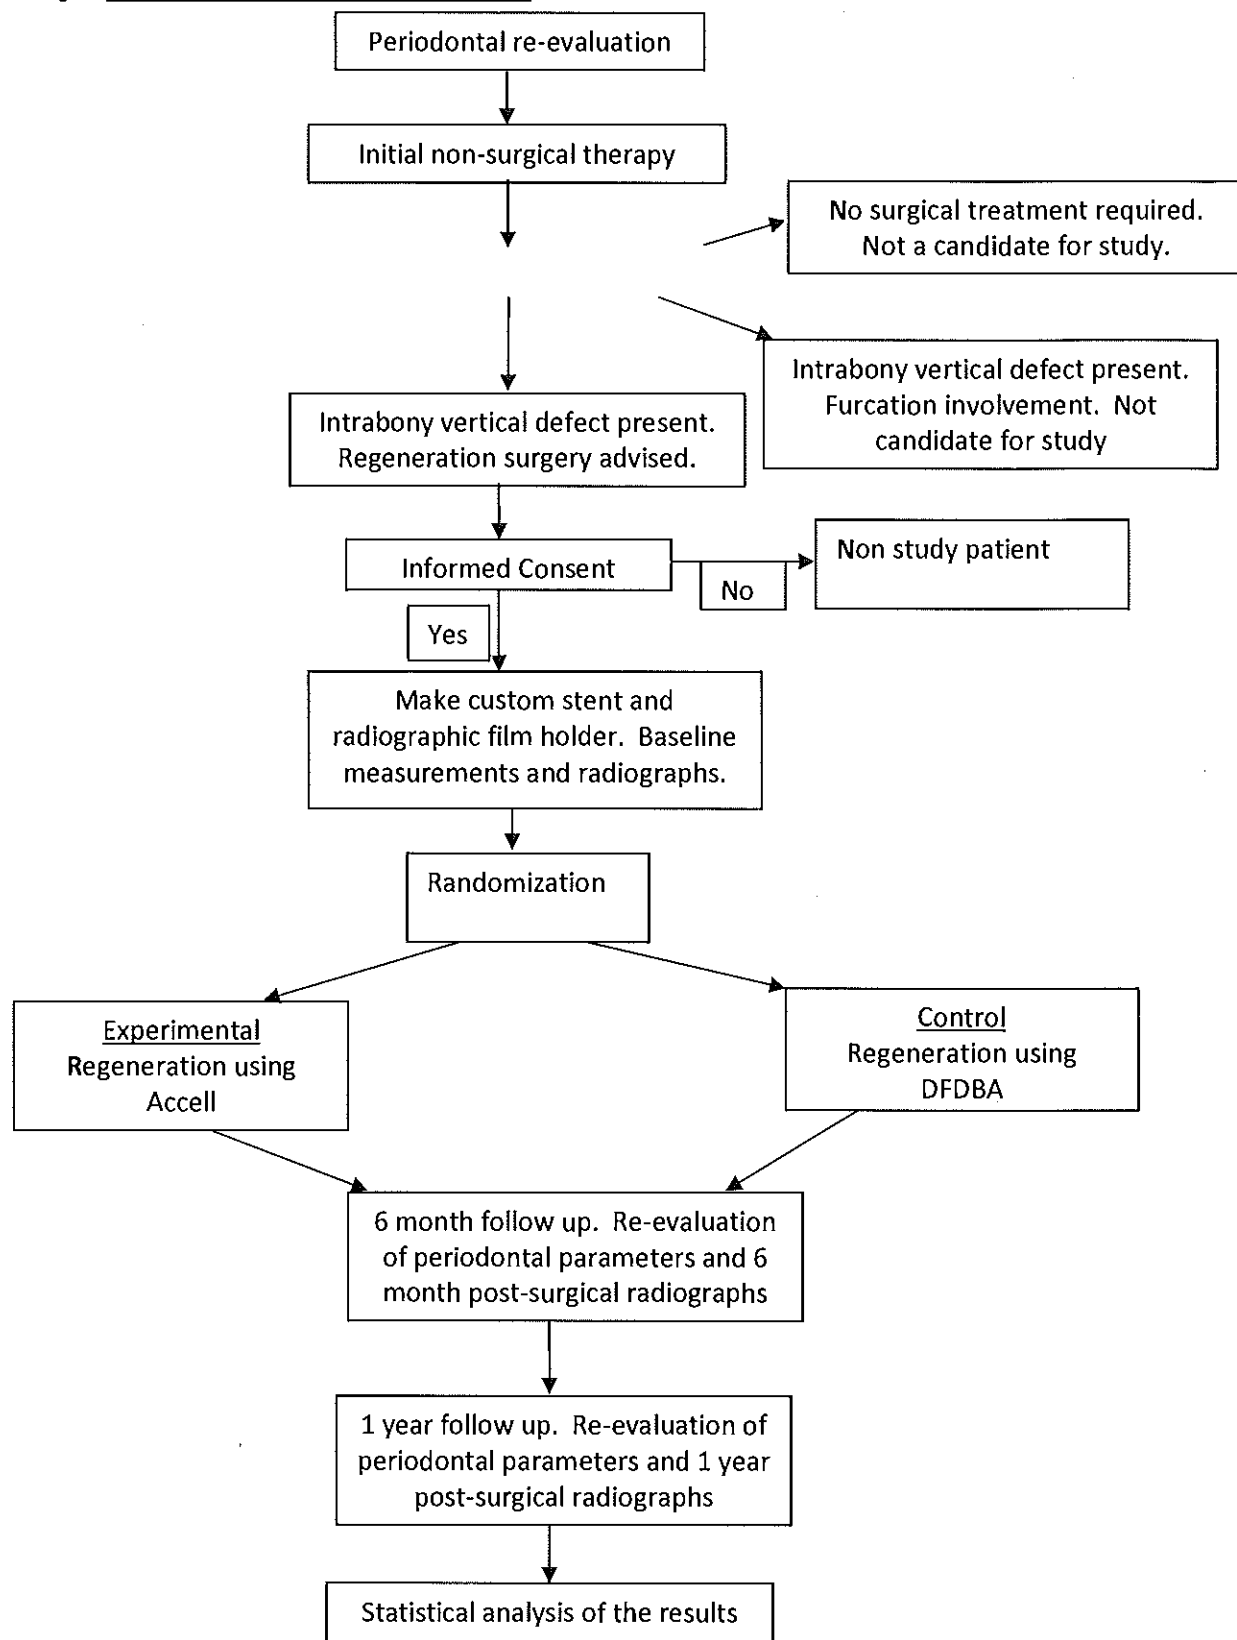 Periodontal re-evaluation
Initial non-surgical therapy
No surgical treatment required.
Not a candidate for study.
Intrabony vertical defect present.
Furcation involvement. Not
candidate for study
Intrabony vertical defect present.
Regeneration surgery advised.
Informed Consent
No
Non study patient
Yes
Make custom stent and
radiographic film holder. Baseline
measurements and radiographs.
Randomization
Experimental
Regeneration using
Accell
Control
Regeneration using
DFDBA
6 month follow up. Re-evaluation
of periodontal parameters and 6
month post-surgical radiographs
1 year follow up. Re-evaluation of
periodontal parameters and 1 year
post-surgical radiographs
Statistical analysis of the results